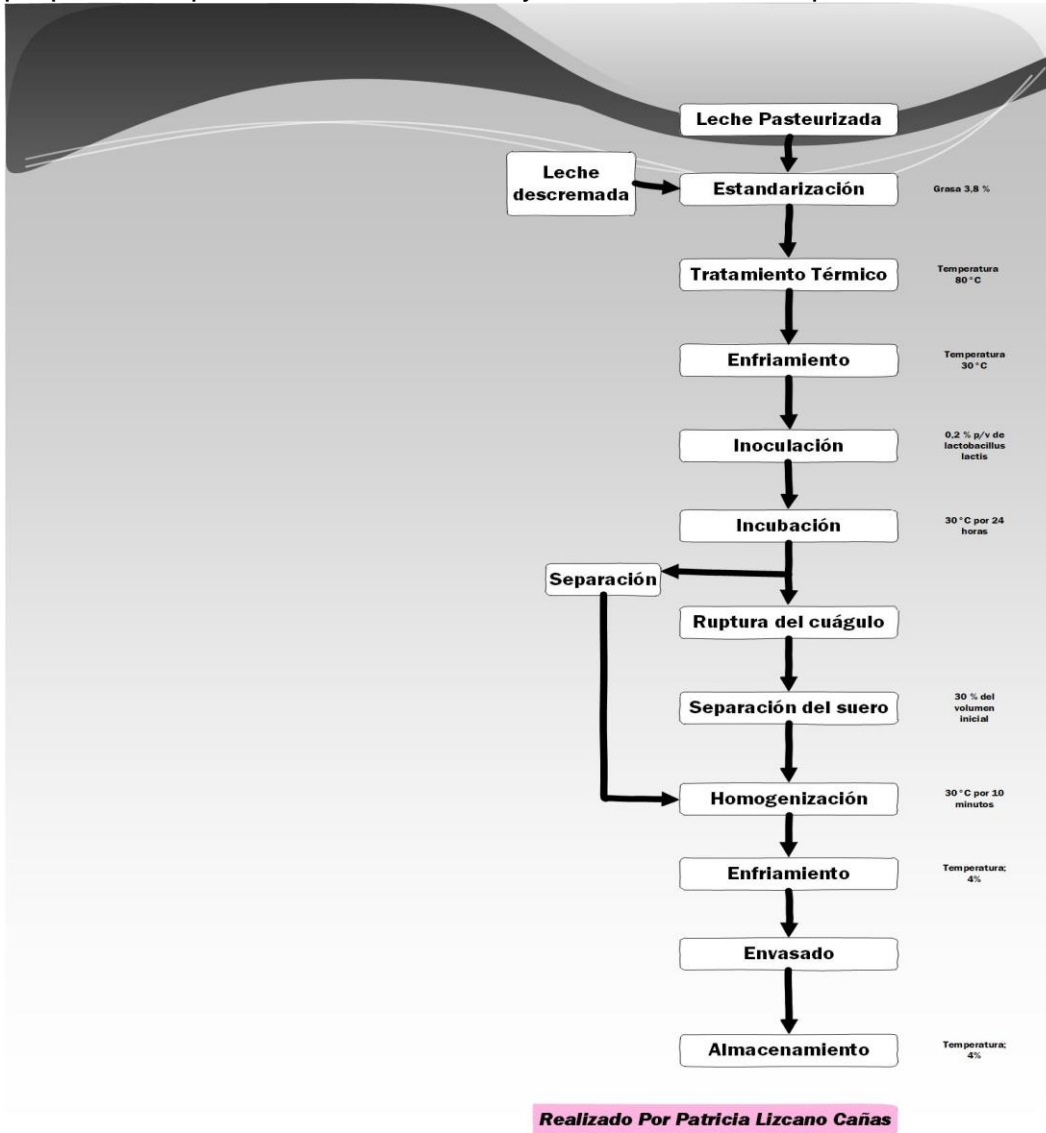 Leche Pasteurizada
Leche
descremada
Estandarización
Grasa 3,8 %
Tratamiento Térmico
Temperatura
80°C
Enfriamiento
Temperatura
30°C
Inoculación
0,2 % p/v de
lactobacillus
lactis
Incubación
30°C por 24
horas
Separación
Ruptura del cuágulo
Separación del suero
30 % del
volumen
inicial
Homogenización
30°C por 10
minutos
Enfriamiento
Temperatura;
4%
Envasado
Almacenamiento
Temperatura;
4%
Realizado Por Patricia Lizcano Cañas